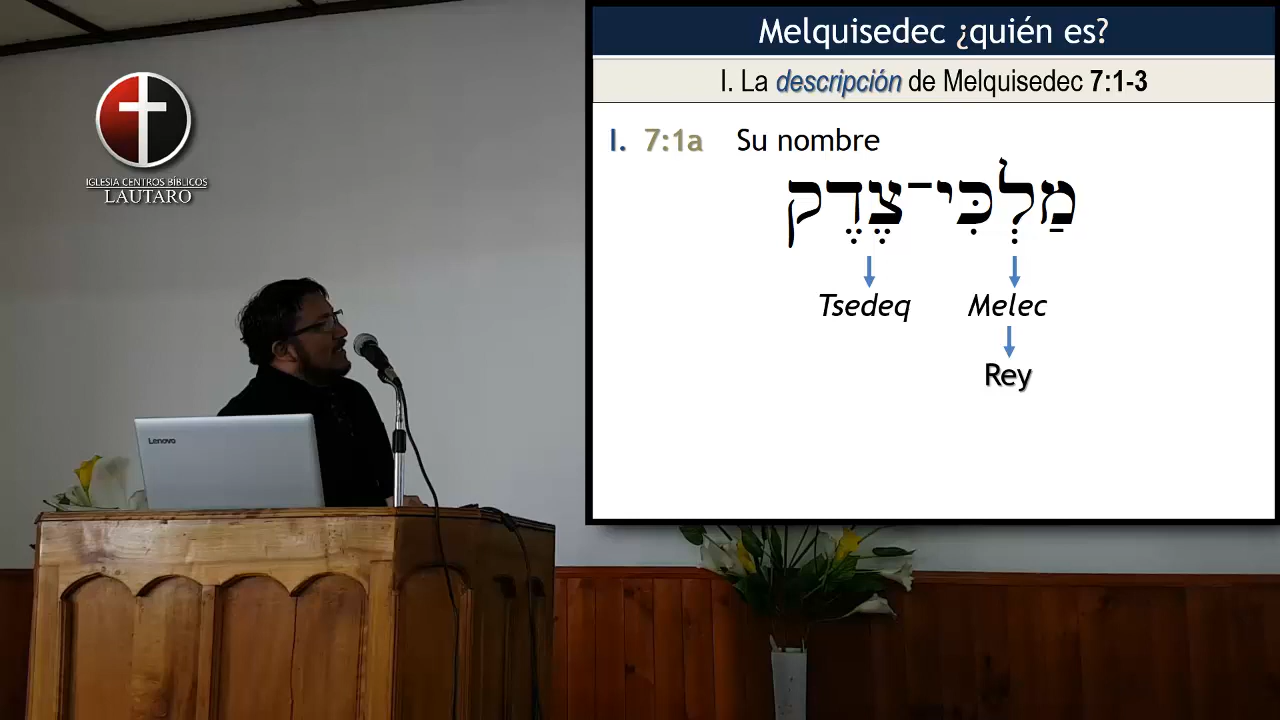 IGLESIA CENTROS BÍBLICOS
LAUTARO
Lenovo
Melquisedec ¿quién es?
I. La descripción de Melquisedec 7:1-3
I. 7:1a Su nombre
מַלְכִּי־צֶדֶק
Tsedeq Melec
Rey